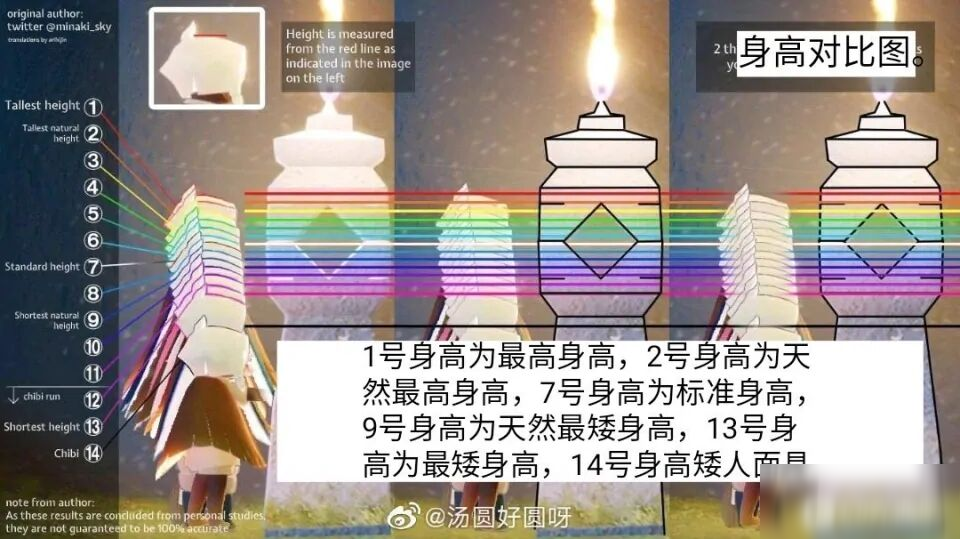 original author:
twitter @minaki_sky
translations by arihijin
Height is measured
from the red line as
indicated in the image
on the left
2 th
yo
身高对比图。
Tallest height ①
Tallest natural
height ②
③
④
⑤
⑥
Standard height ⑦
⑧
Shortest natural
height ⑨
⑩
⑪
chibi run
⑫
Shortest height ⑬
Chibi ⑭
1号身高为最高身高，2号身高为天
然最高身高，7号身高为标准身高，
9号身高为天然最矮身高，13号身
高为最矮身高，14号身高矮人面具
note from author:
As these results are concluded from personal studies,
they are not guaranteed to be 100% accurate
@汤圆好圆呀